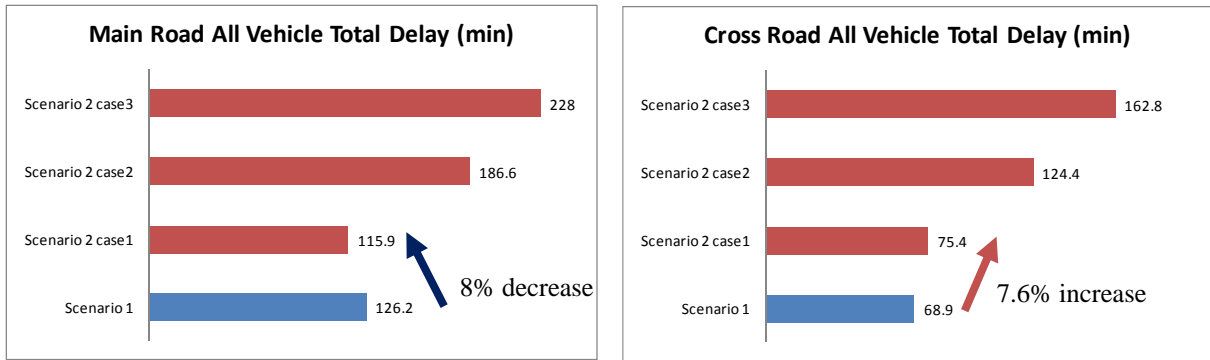 Main Road All Vehicle Total Delay (min)
Scenario 2 case3
228
Scenario 2 case2
186.6
Scenario 2 case1
115.9
8% decrease
Scenario 1
126.2
Cross Road All Vehicle Total Delay (min)
Scenario 2 case3
162.8
Scenario 2 case2
124.4
Scenario 2 case1
75.4
7.6% increase
Scenario 1
68.9